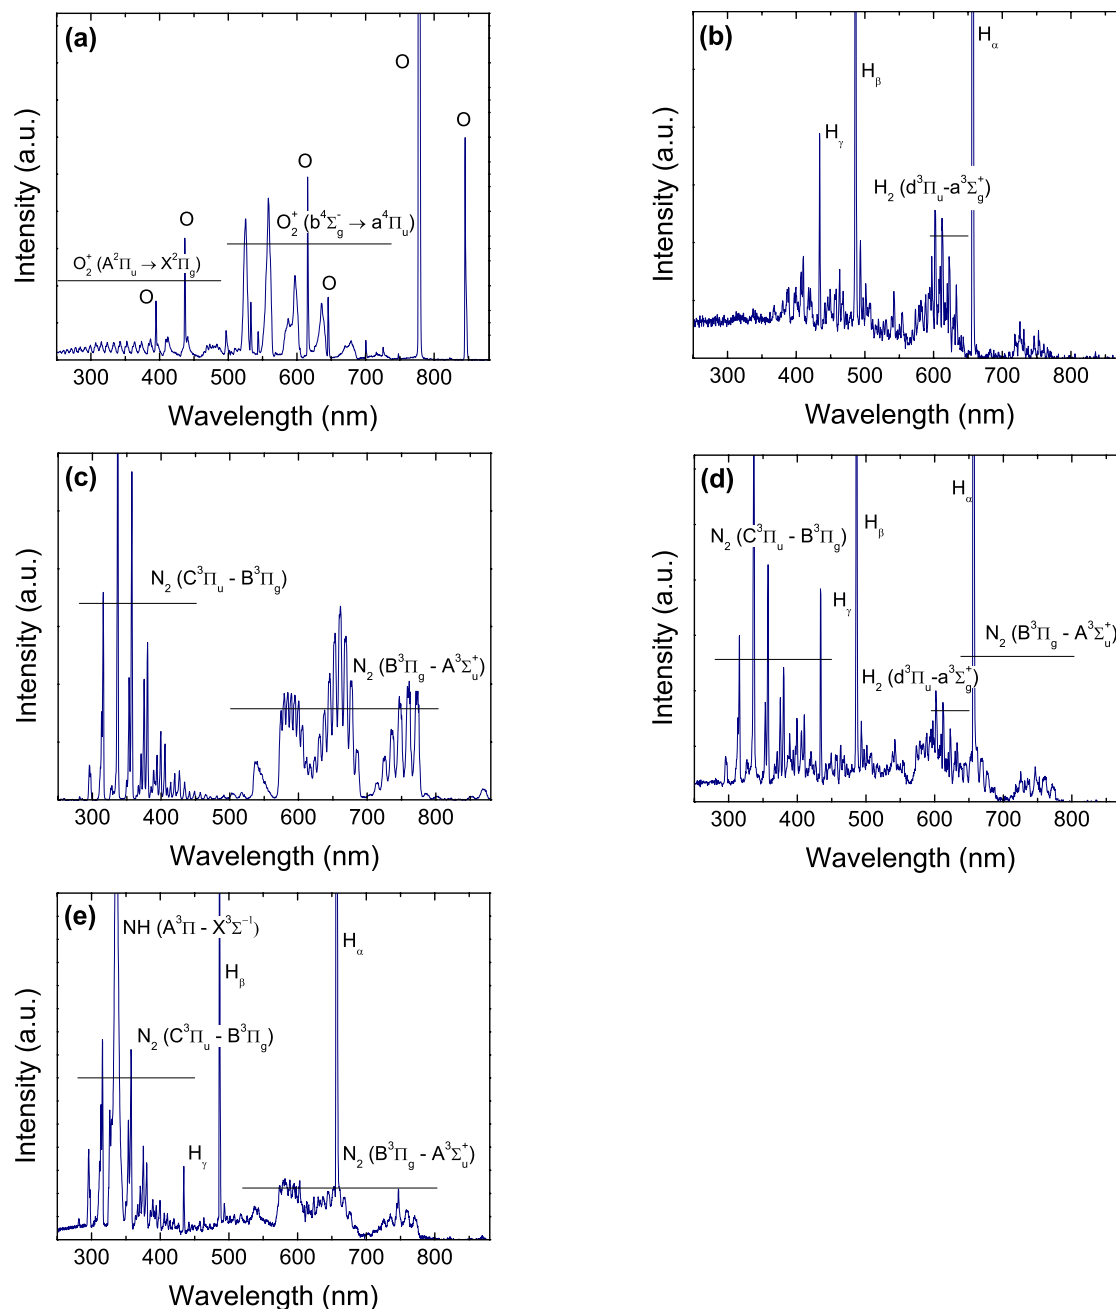 (a)
O
O
O
O
O₂⁺ (b⁴Σg⁻ → a⁴Πu)
O₂⁺ (A²Πu → X²Πg)
O
O
Intensity (a.u.)
300 400 500 600 700 800
Wavelength (nm)
(b)
Hα
Hβ
Hγ
H₂ (d³Πu-a³Σg⁺)
Intensity (a.u.)
300 400 500 600 700 800
Wavelength (nm)
(c)
N₂ (C³Πu - B³Πg)
N₂ (B³Πg - A³Σu⁺)
Intensity (a.u.)
300 400 500 600 700 800
Wavelength (nm)
(d)
Hα
Hβ
N₂ (C³Πu - B³Πg)
Hγ
N₂ (B³Πg - A³Σu⁺)
H₂ (d³Πu-a³Σg⁺)
Intensity (a.u.)
300 400 500 600 700 800
Wavelength (nm)
(e)
NH (A³Π - X³Σ⁻¹)
Hα
Hβ
N₂ (C³Πu - B³Πg)
Hγ
N₂ (B³Πg - A³Σu⁺)
Intensity (a.u.)
300 400 500 600 700 800
Wavelength (nm)